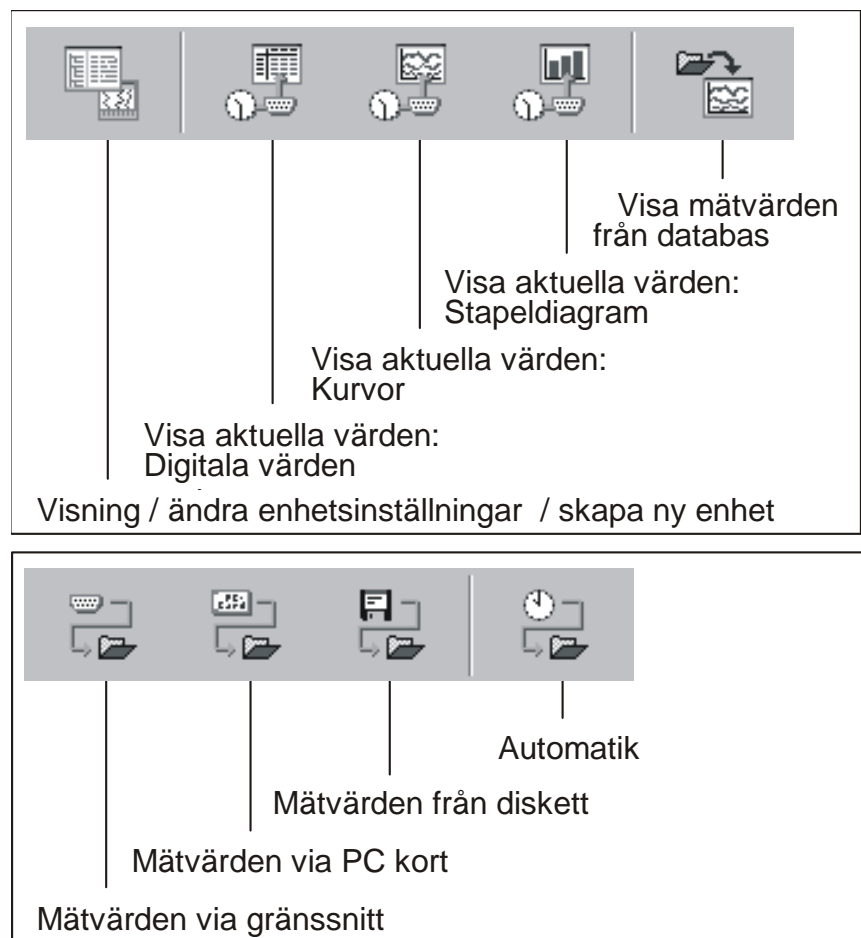 Visa mätvärden
från databas
Visa aktuella värden:
Stapeldiagram
Visa aktuella värden:
Kurvor
Visa aktuella värden:
Digitala värden
Visning / ändra enhetsinställningar / skapa ny enhet
Automatik
Mätvärden från diskett
Mätvärden via PC kort
Mätvärden via gränssnitt